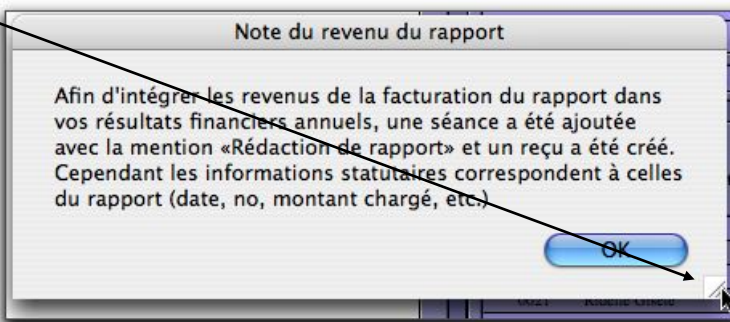 Note du revenu du rapport
Afin d'intégrer les revenus de la facturation du rapport dans
vos résultats financiers annuels, une séance a été ajoutée
avec la mention «Rédaction de rapport» et un reçu a été créé.
Cependant les informations statutaires correspondent à celles
du rapport (date, no, montant chargé, etc.)
OK